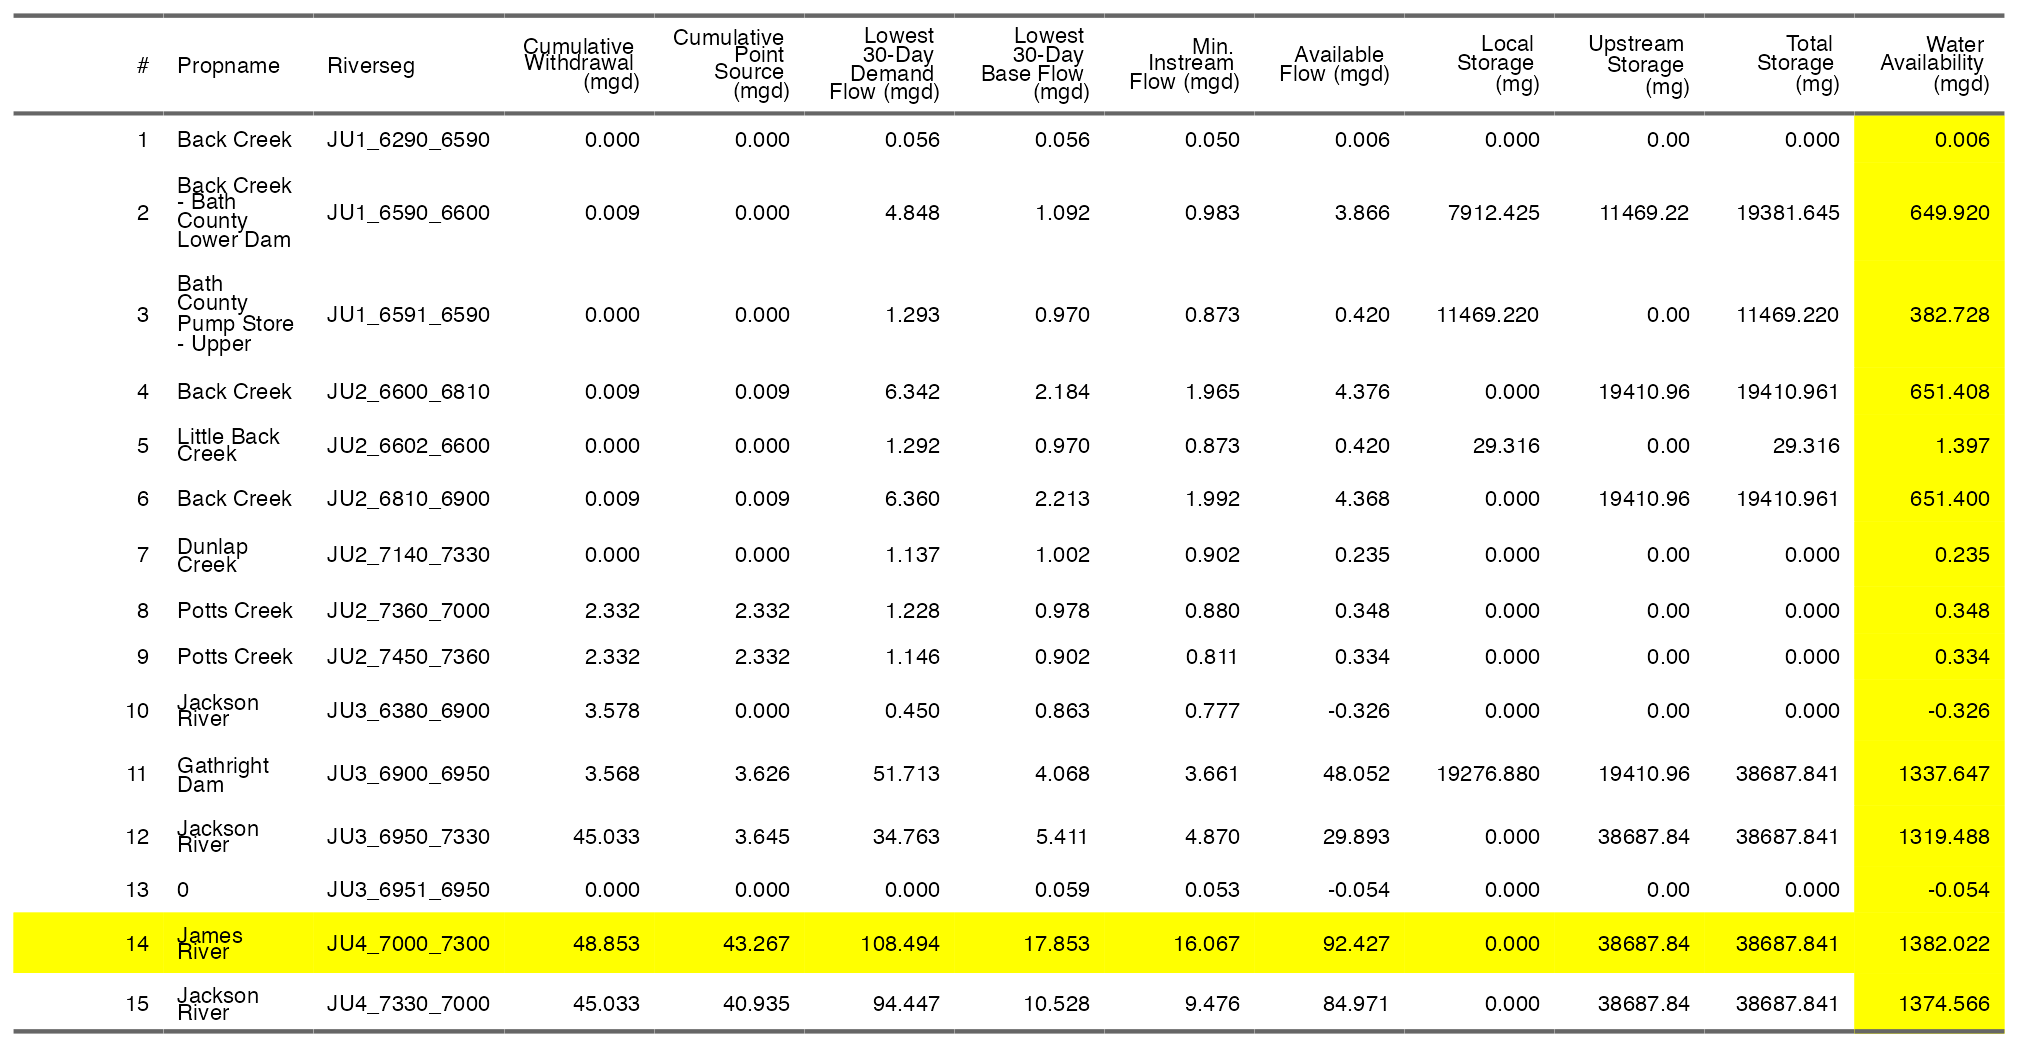 # Propname Riverseg Cumulative Withdrawal (mgd) Cumulative Point Source (mgd) Lowest 30-Day Demand Flow (mgd) Lowest 30-Day Base Flow (mgd) Min. Instream Flow (mgd) Available Flow (mgd) Local Storage (mg) Upstream Storage (mg) Total Storage (mg) Water Availability (mgd)
1 Back Creek JU1_6290_6590 0.000 0.000 0.056 0.056 0.050 0.006 0.000 0.00 0.000 0.006
2 Back Creek - Bath County Lower Dam JU1_6590_6600 0.009 0.000 4.848 1.092 0.983 3.866 7912.425 11469.22 19381.645 649.920
3 Bath County Pump Store - Upper JU1_6591_6590 0.000 0.000 1.293 0.970 0.873 0.420 11469.220 0.00 11469.220 382.728
4 Back Creek JU2_6600_6810 0.009 0.009 6.342 2.184 1.965 4.376 0.000 19410.96 19410.961 651.408
5 Little Back Creek JU2_6602_6600 0.000 0.000 1.292 0.970 0.873 0.420 29.316 0.00 29.316 1.397
6 Back Creek JU2_6810_6900 0.009 0.009 6.360 2.213 1.992 4.368 0.000 19410.96 19410.961 651.400
7 Dunlap Creek JU2_7140_7330 0.000 0.000 1.137 1.002 0.902 0.235 0.000 0.00 0.000 0.235
8 Potts Creek JU2_7360_7000 2.332 2.332 1.228 0.978 0.880 0.348 0.000 0.00 0.000 0.348
9 Potts Creek JU2_7450_7360 2.332 2.332 1.146 0.902 0.811 0.334 0.000 0.00 0.000 0.334
10 Jackson River JU3_6380_6900 3.578 0.000 0.450 0.863 0.777 -0.326 0.000 0.00 0.000 -0.326
11 Gathright Dam JU3_6900_6950 3.568 3.626 51.713 4.068 3.661 48.052 19276.880 19410.96 38687.841 1337.647
12 Jackson River JU3_6950_7330 45.033 3.645 34.763 5.411 4.870 29.893 0.000 38687.84 38687.841 1319.488
13 0 JU3_6951_6950 0.000 0.000 0.000 0.059 0.053 -0.054 0.000 0.00 0.000 -0.054
14 James River JU4_7000_7300 48.853 43.267 108.494 17.853 16.067 92.427 0.000 38687.84 38687.841 1382.022
15 Jackson River JU4_7330_7000 45.033 40.935 94.447 10.528 9.476 84.971 0.000 38687.84 38687.841 1374.566